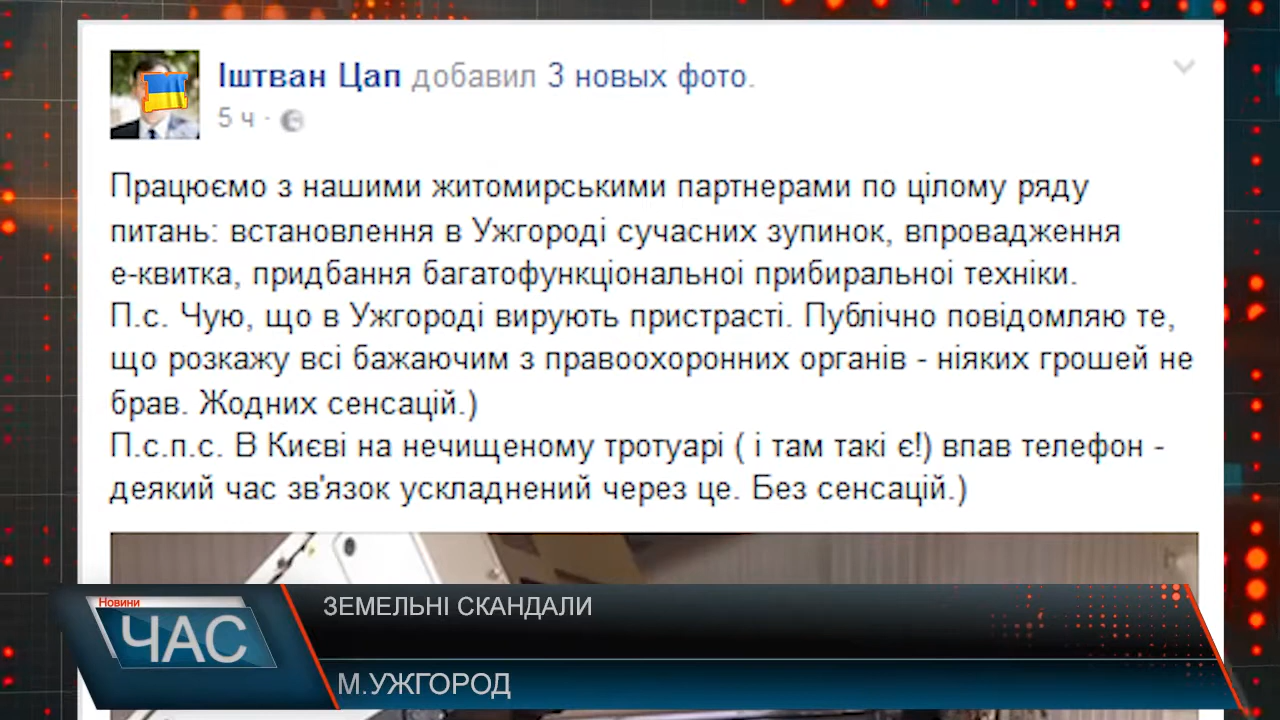 Іштван Цап добавил 3 новых фото.
5 ч ·
Працюємо з нашими житомирськими партнерами по цілому ряду
питань: встановлення в Ужгороді сучасних зупинок, впровадження
е-квитка, придбання багатофункціональноі прибиральноі техніки.
П.с. Чую, що в Ужгороді вирують пристрасті. Публічно повідомляю те,
що розкажу всі бажаючим з правоохоронних органів - ніяких грошей не
брав. Жодних сенсацій.)
П.с.п.с. В Києві на нечищеному тротуарі ( і там такі є!) впав телефон -
деякий час зв'язок ускладнений через це. Без сенсацій.)
Новини
ЧАС
ЗЕМЕЛЬНІ СКАНДАЛИ
М.УЖГОРОД